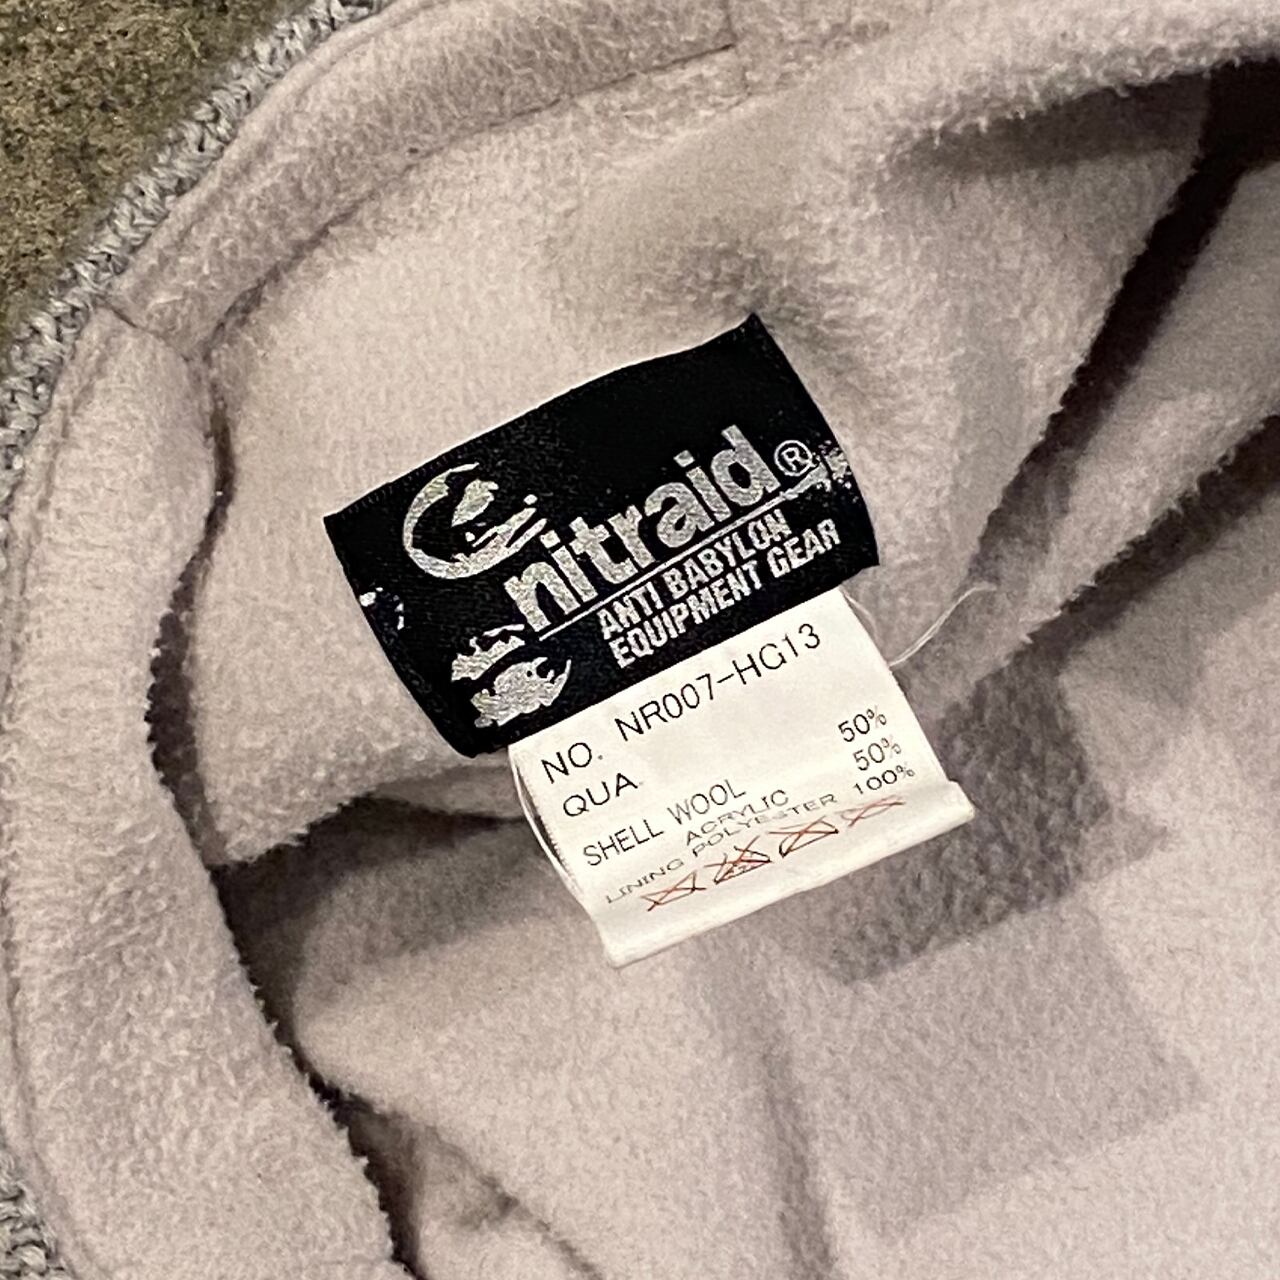 nitraid®
ANTI BABYLON
EQUIPMENT GEAR
NO. NR007-HG13
QUA.
SHELL WOOL 50%
ACRYLIC 50%
LINING POLYESTER 100%